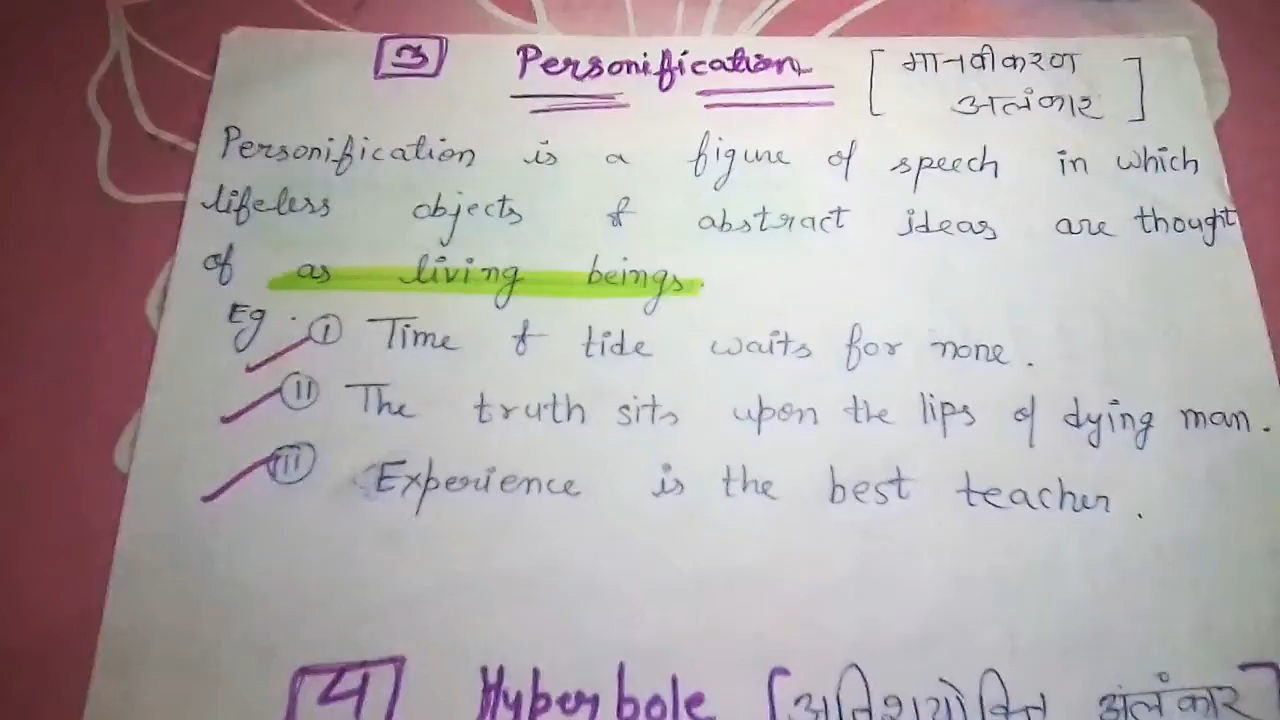 3 Personification [मानवीकरण अलंकार]
Personification is a figure of speech in which
lifeless objects & abstract ideas are thought
of as living beings.
Eg. (I) Time & tide waits for none.
(II) The truth sits upon the lips of dying man.
(III) Experience is the best teacher.
4 Hyperbole [अतिशयोक्ति अलंकार]